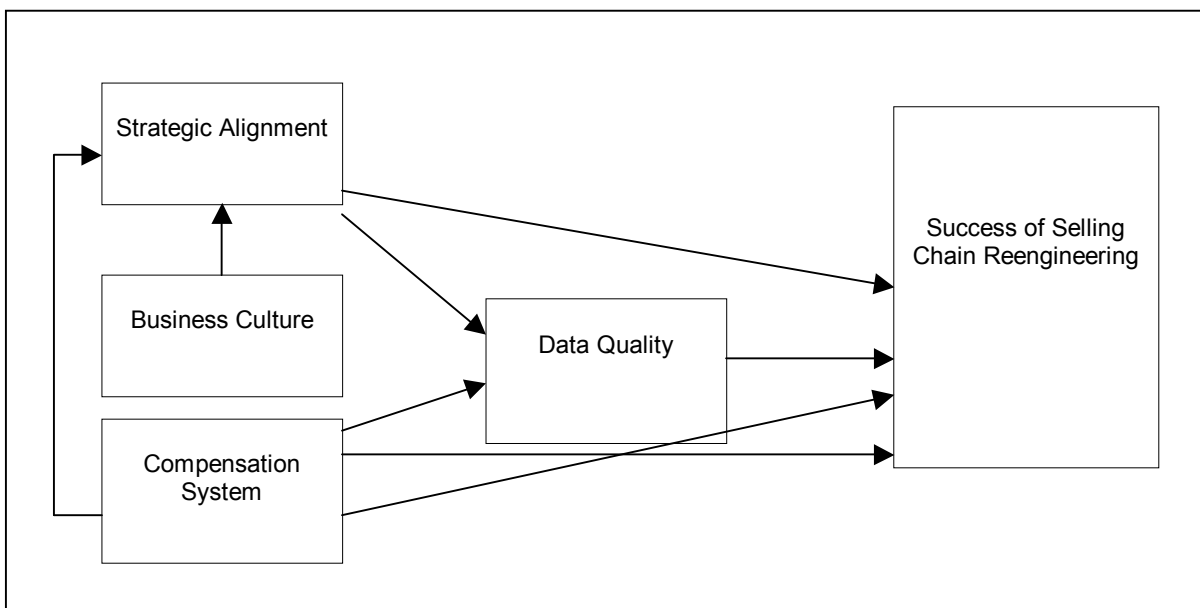 Strategic Alignment
Business Culture
Compensation
System
Data Quality
Success of Selling
Chain Reengineering